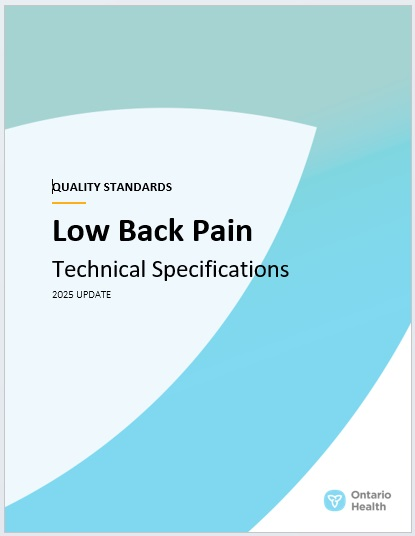 QUALITY STANDARDS
Low Back Pain
Technical Specifications
2025 UPDATE
Ontario
Health